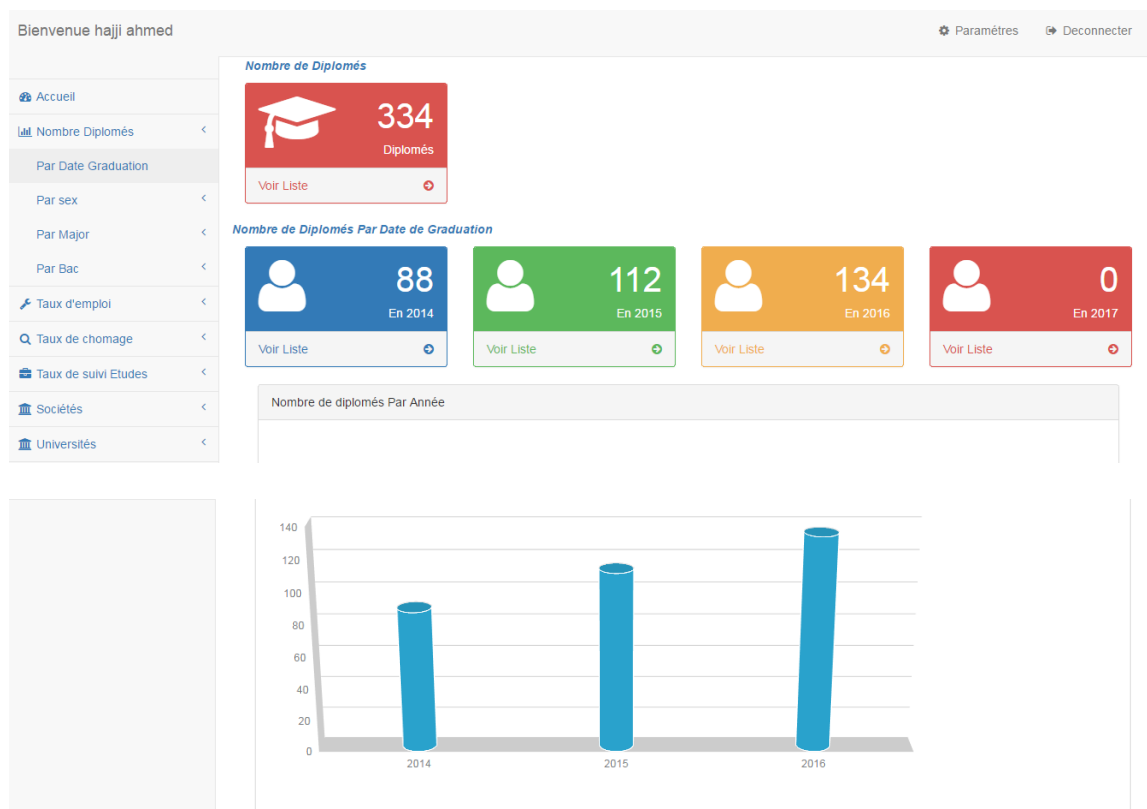 Bienvenue hajji ahmed
Paramétres
Deconnecter
Accueil
Nombre Diplomés
Par Date Graduation
Par sex
Par Major
Par Bac
Taux d'emploi
Taux de chomage
Taux de suivi Etudes
Sociétés
Universités
Nombre de Diplomés
334
Diplomés
Voir Liste
Nombre de Diplomés Par Date de Graduation
88
En 2014
Voir Liste
112
En 2015
Voir Liste
134
En 2016
Voir Liste
0
En 2017
Voir Liste
Nombre de diplomés Par Année
140
120
100
80
60
40
20
0
2014
2015
2016